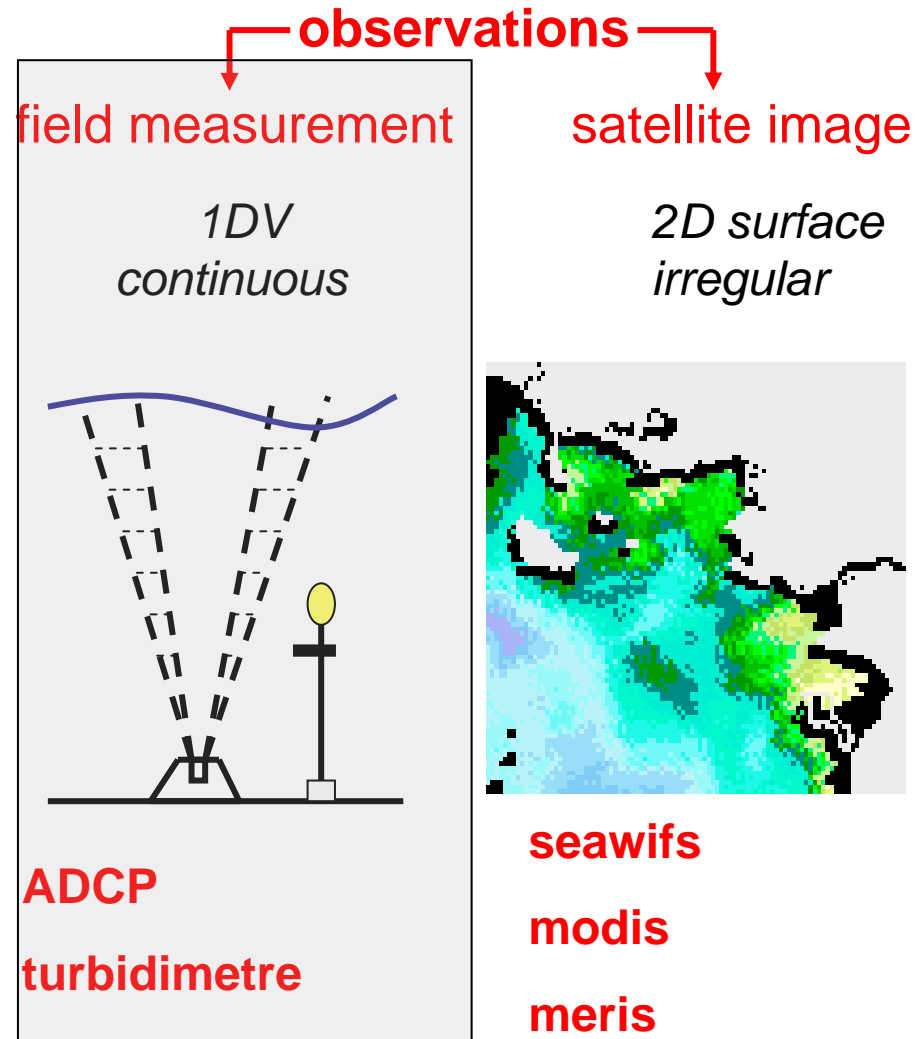 observations
field measurement
1DV
continuous
ADCP
turbidimetre
satellite image
2D surface
irregular
seawifs
modis
meris